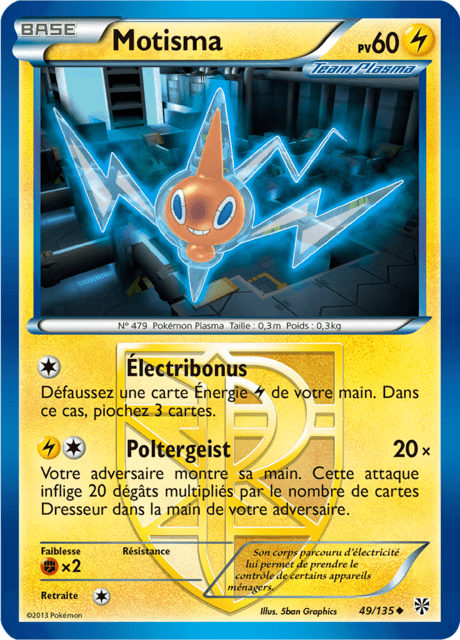 BASE Motisma PV60
Team Plasma
N° 479 Pokémon Plasma Taille : 0,3 m Poids : 0,3 kg
Électribonus
Défaussez une carte Énergie de votre main. Dans
ce cas, piochez 3 cartes.
Poltergeist 20×
Votre adversaire montre sa main. Cette attaque
inflige 20 dégâts multipliés par le nombre de cartes
Dresseur dans la main de votre adversaire.
Faiblesse Résistance
×2
Retraite
Son corps parcouru d'électricité
lui permet de prendre le
contrôle de certains appareils
ménagers.
©2013 Pokémon Illus. 5ban Graphics 49/135